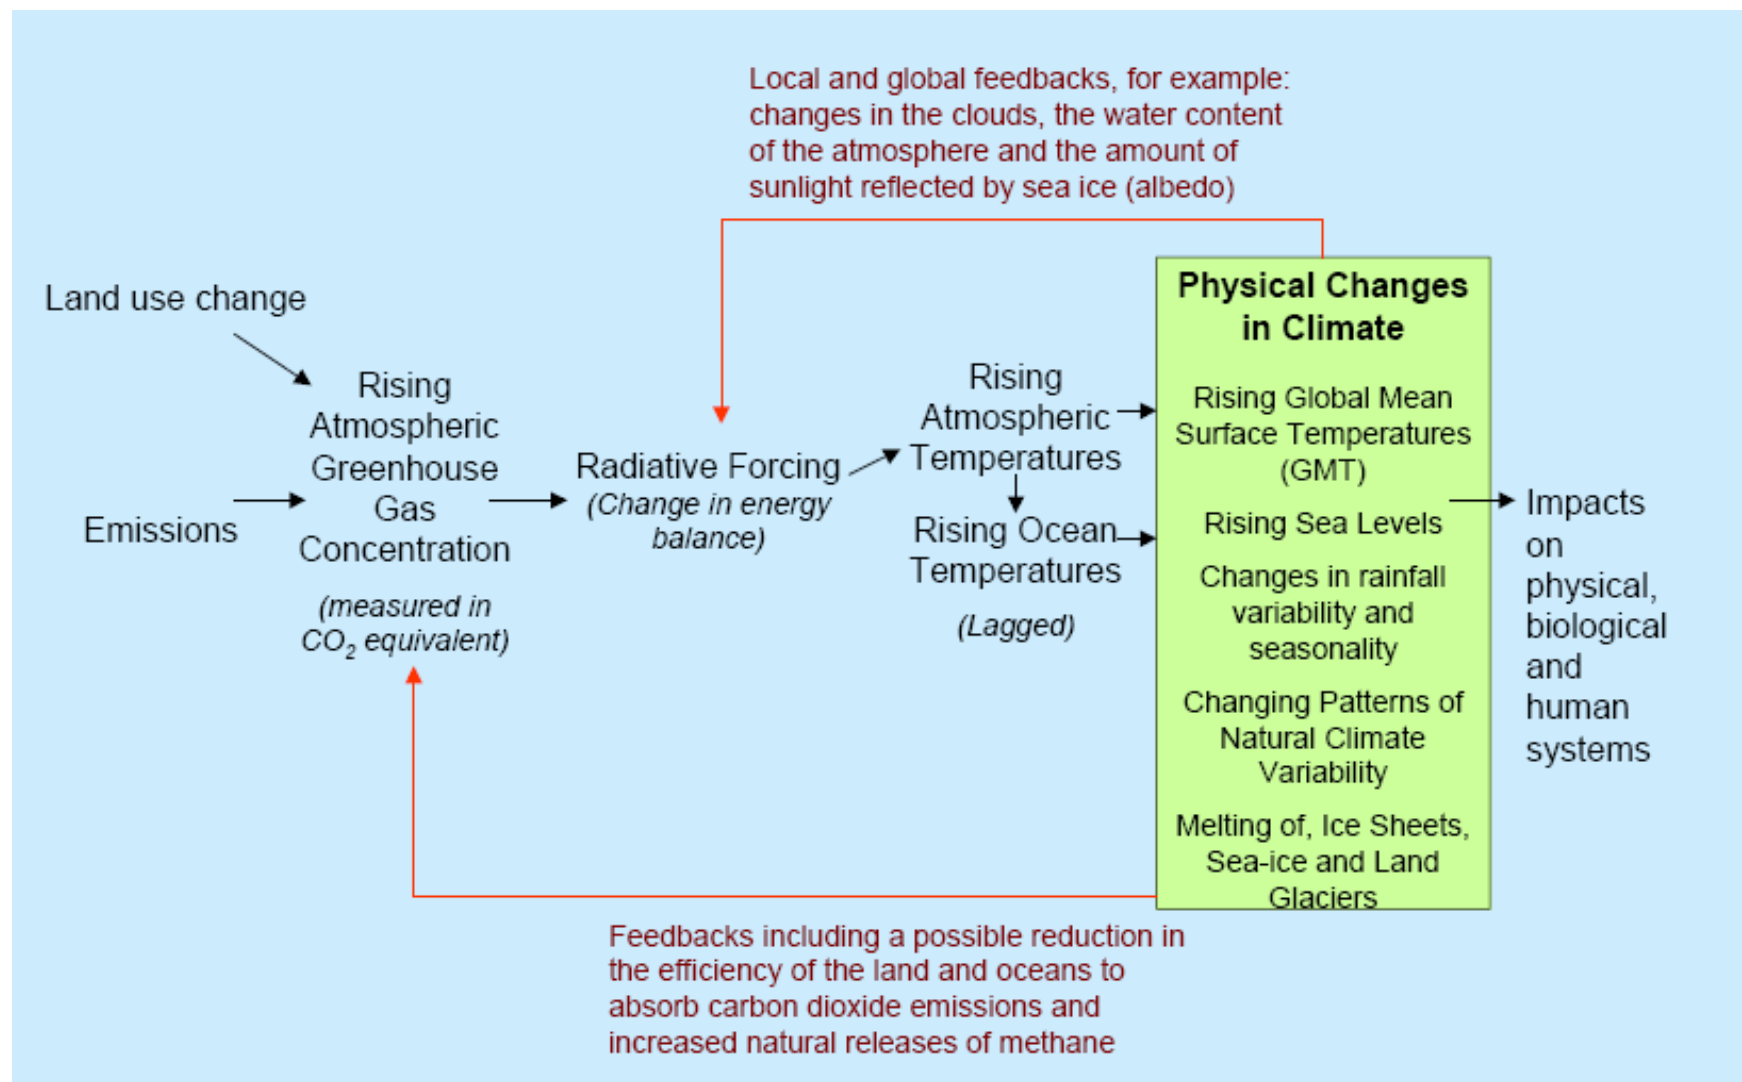 Local and global feedbacks, for example:
changes in the clouds, the water content
of the atmosphere and the amount of
sunlight reflected by sea ice (albedo)
Land use change
Emissions
Rising
Atmospheric
Greenhouse
Gas
Concentration
(measured in
CO₂ equivalent)
Radiative Forcing
(Change in energy
balance)
Rising
Atmospheric
Temperatures
Rising Ocean
Temperatures
(Lagged)
Physical Changes
in Climate
Rising Global Mean
Surface Temperatures
(GMT)
Rising Sea Levels
Changes in rainfall
variability and
seasonality
Changing Patterns of
Natural Climate
Variability
Melting of, Ice Sheets,
Sea-ice and Land
Glaciers
Impacts
on
physical,
biological
and
human
systems
Feedbacks including a possible reduction in
the efficiency of the land and oceans to
absorb carbon dioxide emissions and
increased natural releases of methane